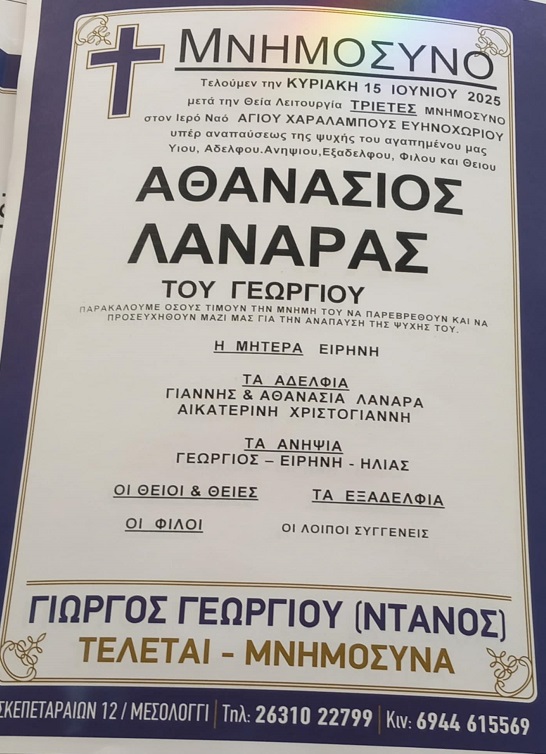 ΜΝΗΜΟΣΥΝΟ
Τελούμεν την ΚΥΡΙΑΚΗ 15 ΙΟΥΝΙΟΥ 2025
μετά την Θεία Λειτουργία ΤΡΙΕΤΕΣ ΜΝΗΜΟΣΥΝΟ
στον Ιερό Ναό ΑΓΙΟΥ ΧΑΡΑΛΑΜΠΟΥΣ ΕΥΗΝΟΧΩΡΙΟΥ
υπέρ αναπαύσεως της ψυχής του αγαπημένου μας
Υιου, Αδελφου.Ανηψιου,Εξαδελφου, Φιλου και Θειου
ΑΘΑΝΑΣΙΟΣ
ΛΑΝΑΡΑΣ
ΤΟΥ ΓΕΩΡΓΙΟΥ
ΠΑΡΑΚΑΛΟΥΜΕ ΟΣΟΥΣ ΤΙΜΟΥΝ ΤΗΝ ΜΝΗΜΗ ΤΟΥ ΝΑ ΠΑΡΕΒΡΕΘΟΥΝ ΚΑΙ ΝΑ
ΠΡΟΣΕΥΧΗΘΟΥΝ ΜΑΖΙ ΜΑΣ ΓΙΑ ΤΗΝ ΑΝΑΠΑΥΣΗ ΤΗΣ ΨΥΧΗΣ ΤΟΥ.
Η ΜΗΤΕΡΑ ΕΙΡΗΝΗ
ΤΑ ΑΔΕΛΦΙΑ
ΓΙΑΝΝΗΣ & ΑΘΑΝΑΣΙΑ ΛΑΝΑΡΑ
ΑΙΚΑΤΕΡΙΝΗ ΧΡΙΣΤΟΓΙΑΝΝΗ
ΤΑ ΑΝΗΨΙΑ
ΓΕΩΡΓΙΟΣ – ΕΙΡΗΝΗ - ΗΛΙΑΣ
ΟΙ ΘΕΙΟΙ & ΘΕΙΕΣ ΤΑ ΕΞΑΔΕΛΦΙΑ
ΟΙ ΦΙΛΟΙ ΟΙ ΛΟΙΠΟΙ ΣΥΓΓΕΝΕΙΣ
ΓΙΩΡΓΟΣ ΓΕΩΡΓΙΟΥ (ΝΤΑΝΟΣ)
ΤΕΛΕΤΑΙ - ΜΝΗΜΟΣΥΝΑ
ΣΚΕΠΕΤΑΡΑΙΩΝ 12 / ΜΕΣΟΛΟΓΓΙ | Τηλ: 26310 22799 | Κιν: 6944 615569